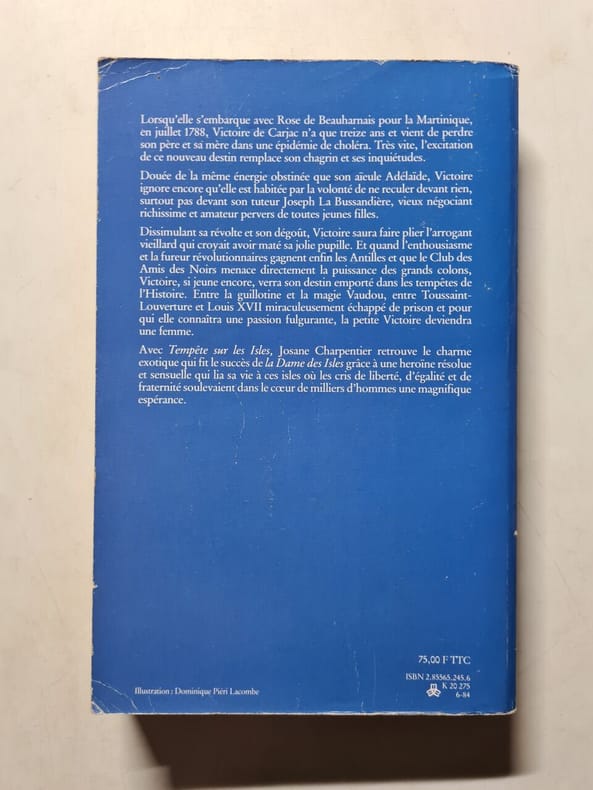 Lorsqu'elle s'embarque avec Rose de Beauharnais pour la Martinique,
en juillet 1788, Victoire de Carjac n'a que treize ans et vient de perdre
son père et sa mère dans une épidémie de choléra. Très vite, l'excitation
de ce nouveau destin remplace son chagrin et ses inquiétudes.
Douée de la même énergie obstinée que son aïeule Adélaïde, Victoire
ignore encore qu'elle est habitée par la volonté de ne reculer devant rien,
surtout pas devant son tuteur Joseph La Bussandière, vieux négociant
richissime et amateur pervers de toutes jeunes filles.
Dissimulant sa révolte et son dégoût, Victoire saura faire plier l'arrogant
vieillard qui croyait avoir maté sa jolie pupille. Et quand l'enthousiasme
et la fureur révolutionnaires gagnent enfin les Antilles et que le Club des
Amis des Noirs menace directement la puissance des grands colons,
Victoire, si jeune encore, verra son destin emporté dans les tempêtes de
l'Histoire. Entre la guillotine et la magie Vaudou, entre Toussaint-
Louverture et Louis XVII miraculeusement échappé de prison et pour
qui elle connaîtra une passion fulgurante, la petite Victoire deviendra
une femme.
Avec Tempête sur les Isles, Josane Charpentier retrouve le charme
exotique qui fit le succès de la Dame des Isles grâce à une heroïne résolue
et sensuelle qui lia sa vie à ces isles où les cris de liberté, d'égalité et de
fraternité soulevaient dans le cœur de milliers d'hommes une magnifique
espérance.
75,00 F TTC
ISBN 2.85565.245.6
K 20 275
6-84
Illustration : Dominique Piéri Lacombe